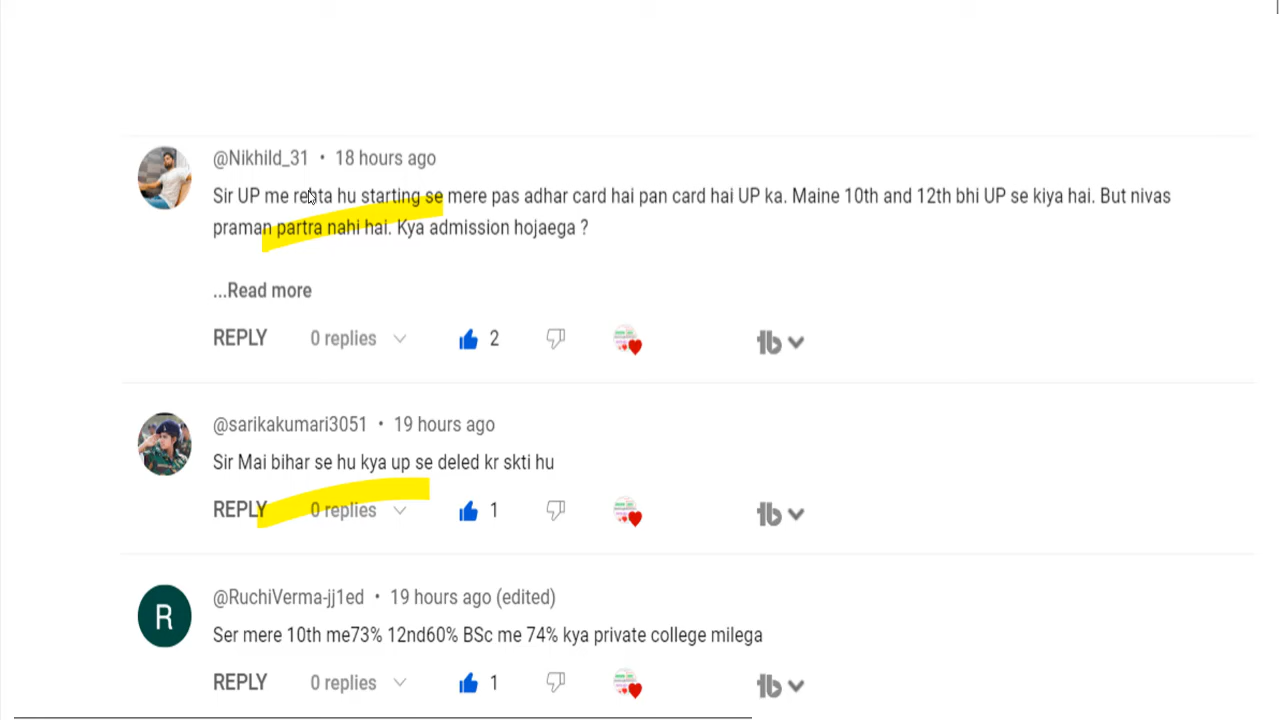 @Nikhild_31 • 18 hours ago
Sir UP me rehta hu starting se mere pas adhar card hai pan card hai UP ka. Maine 10th and 12th bhi UP se kiya hai. But nivas
praman partra nahi hai. Kya admission hojaega ?
...Read more
REPLY 0 replies 2
@sarikakumari3051 • 19 hours ago
Sir Mai bihar se hu kya up se deled kr skti hu
REPLY 0 replies 1
R
@RuchiVerma-jj1ed • 19 hours ago (edited)
Ser mere 10th me73% 12nd60% BSc me 74% kya private college milega
REPLY 0 replies 1